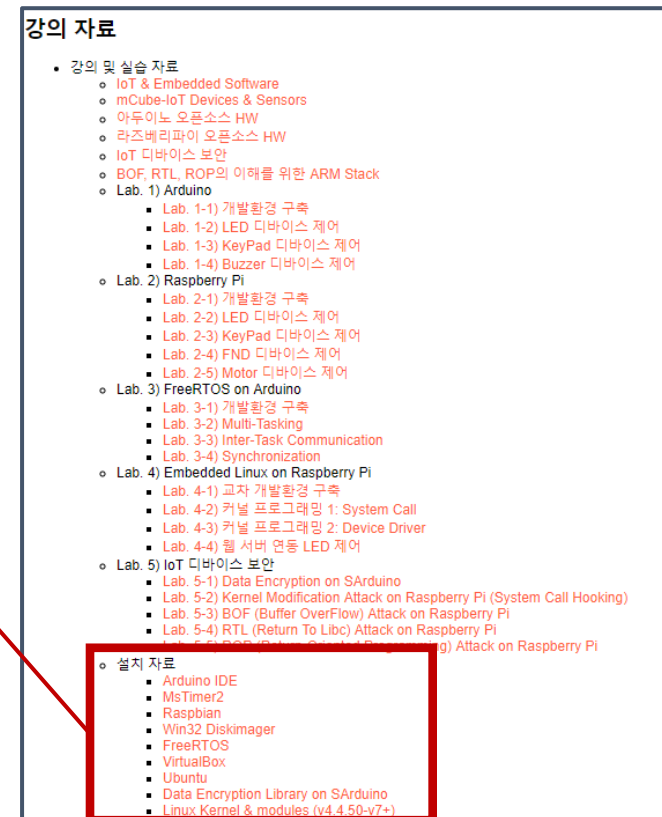 강의 자료
강의 및 실습 자료
IoT & Embedded Software
mCube-IoT Devices & Sensors
아두이노 오픈소스 HW
라즈베리파이 오픈소스 HW
IoT 디바이스 보안
BOF, RTL, ROP의 이해를 위한 ARM Stack
Lab. 1) Arduino
Lab. 1-1) 개발환경 구축
Lab. 1-2) LED 디바이스 제어
Lab. 1-3) KeyPad 디바이스 제어
Lab. 1-4) Buzzer 디바이스 제어
Lab. 2) Raspberry Pi
Lab. 2-1) 개발환경 구축
Lab. 2-2) LED 디바이스 제어
Lab. 2-3) KeyPad 디바이스 제어
Lab. 2-4) FND 디바이스 제어
Lab. 2-5) Motor 디바이스 제어
Lab. 3) FreeRTOS on Arduino
Lab. 3-1) 개발환경 구축
Lab. 3-2) Multi-Tasking
Lab. 3-3) Inter-Task Communication
Lab. 3-4) Synchronization
Lab. 4) Embedded Linux on Raspberry Pi
Lab. 4-1) 교차 개발환경 구축
Lab. 4-2) 커널 프로그래밍 1: System Call
Lab. 4-3) 커널 프로그래밍 2: Device Driver
Lab. 4-4) 웹 서버 연동 LED 제어
Lab. 5) IoT 디바이스 보안
Lab. 5-1) Data Encryption on SArduino
Lab. 5-2) Kernel Modification Attack on Raspberry Pi (System Call Hooking)
Lab. 5-3) BOF (Buffer OverFlow) Attack on Raspberry Pi
Lab. 5-4) RTL (Return To Libc) Attack on Raspberry Pi
Lab. 5-5) ROP (Return Oriented Programming) Attack on Raspberry Pi
설치 자료
Arduino IDE
MsTimer2
Raspbian
Win32 Diskimager
FreeRTOS
VirtualBox
Ubuntu
Data Encryption Library on SArduino
Linux Kernel & modules (v4.4.50-v7+)